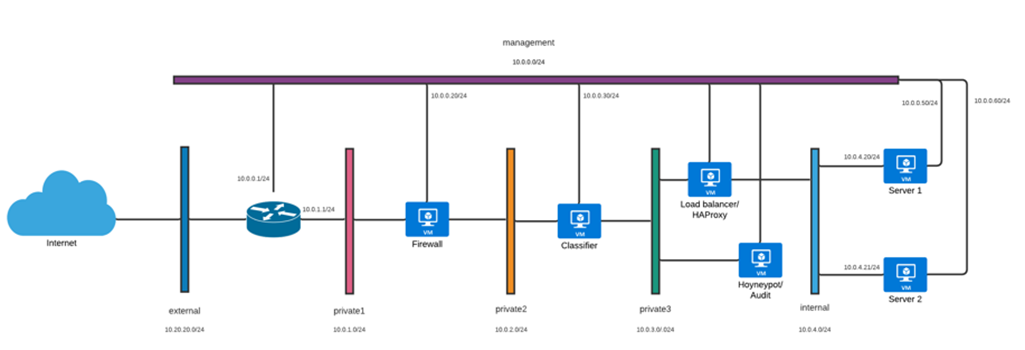 management
10.0.0.0/24
10.0.0.20/24
10.0.0.30/24
10.0.0.50/24
10.0.0.60/24
10.0.4.20/24
VM
Server 1
10.0.0.1/24
10.0.1.1/24
VM
Load balancer/
HAProxy
Internet
VM
Firewall
VM
Classifier
VM
Hoyneypot/
Audit
10.0.4.21/24
VM
Server 2
external
private1
private2
private3
internal
10.20.20.0/24
10.0.1.0/24
10.0.2.0/24
10.0.3.0/.024
10.0.4.0/24